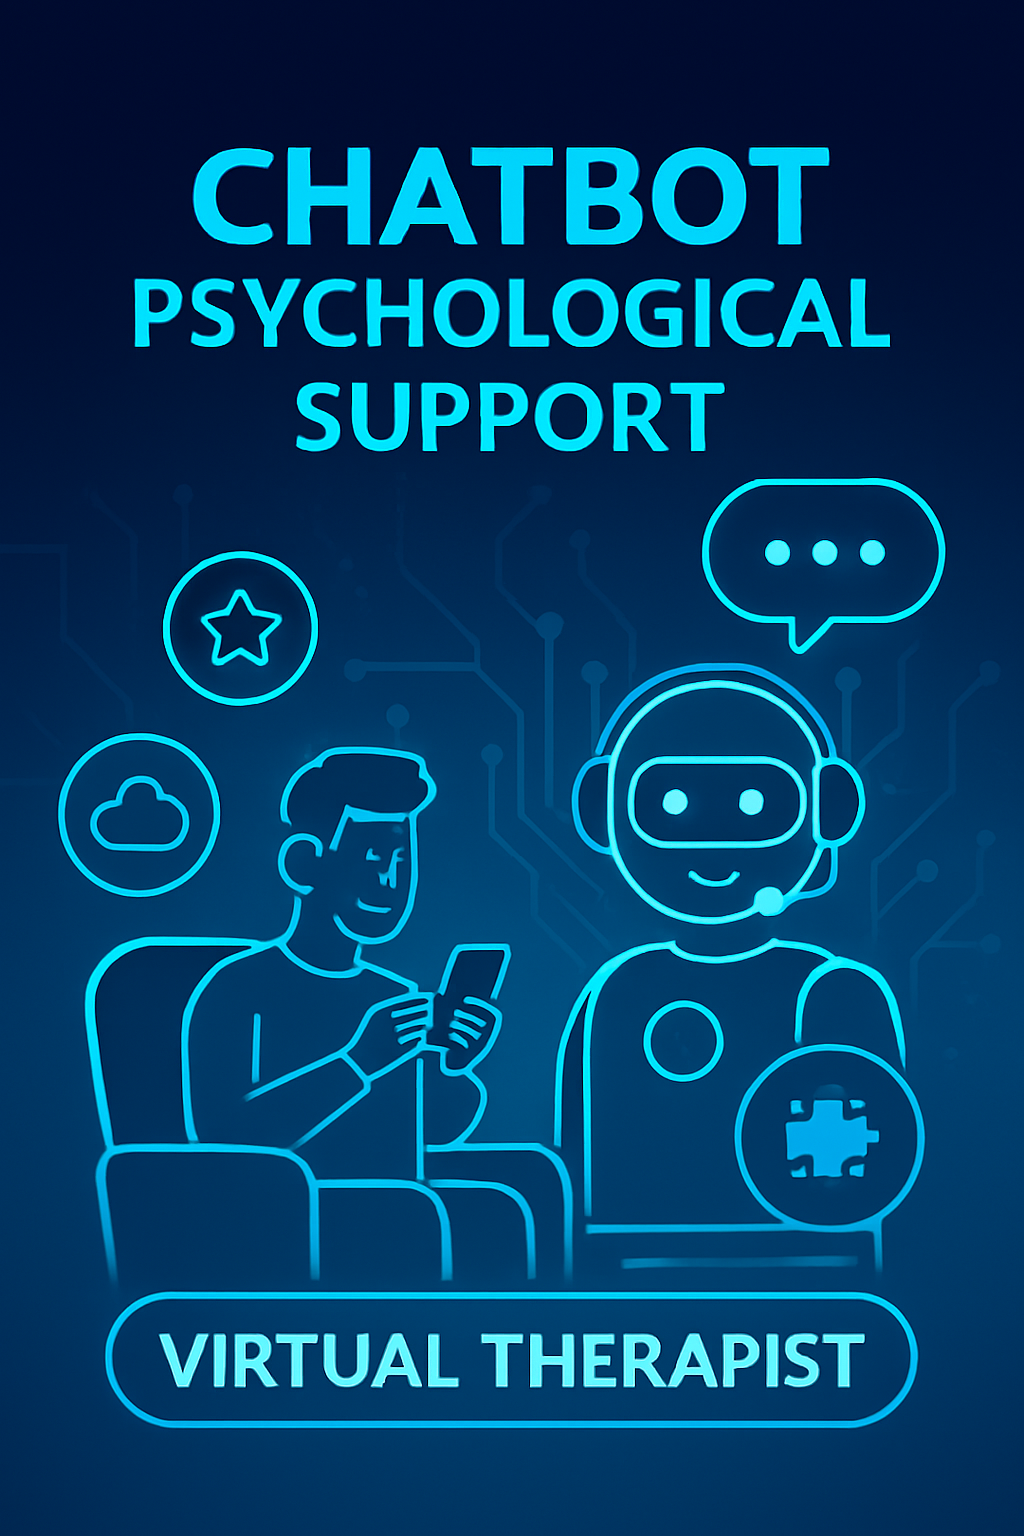 CHATBOT
PSYCHOLOGICAL
SUPPORT
VIRTUAL THERAPIST